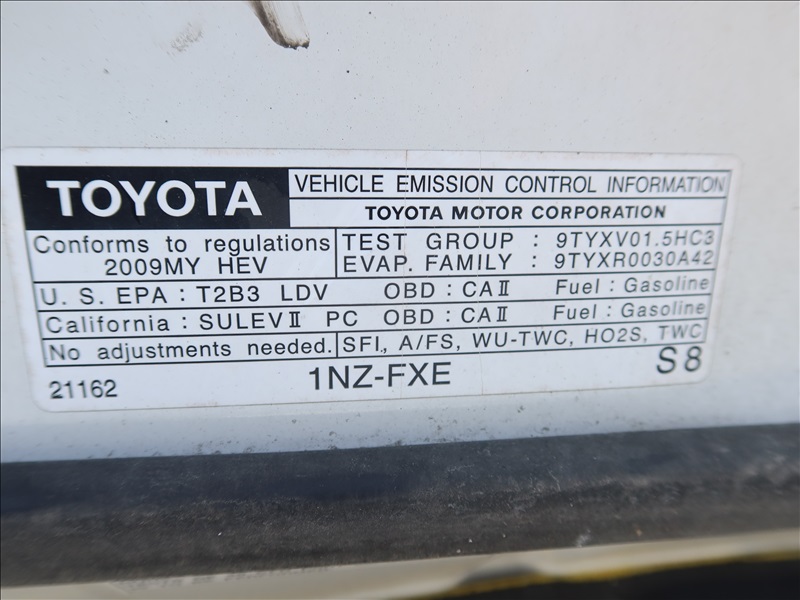 TOYOTA
VEHICLE EMISSION CONTROL INFORMATION
TOYOTA MOTOR CORPORATION
Conforms to regulations
2009MY HEV
TEST GROUP : 9TYXV01.5HC3
EVAP. FAMILY : 9TYXR0030A42
U. S. EPA : T2B3 LDV OBD : CAⅡ Fuel : Gasoline
California : SULEVⅡ PC OBD : CAⅡ Fuel : Gasoline
No adjustments needed. SFI, A/FS, WU-TWC, HO2S, TWC
21162 1NZ-FXE S8